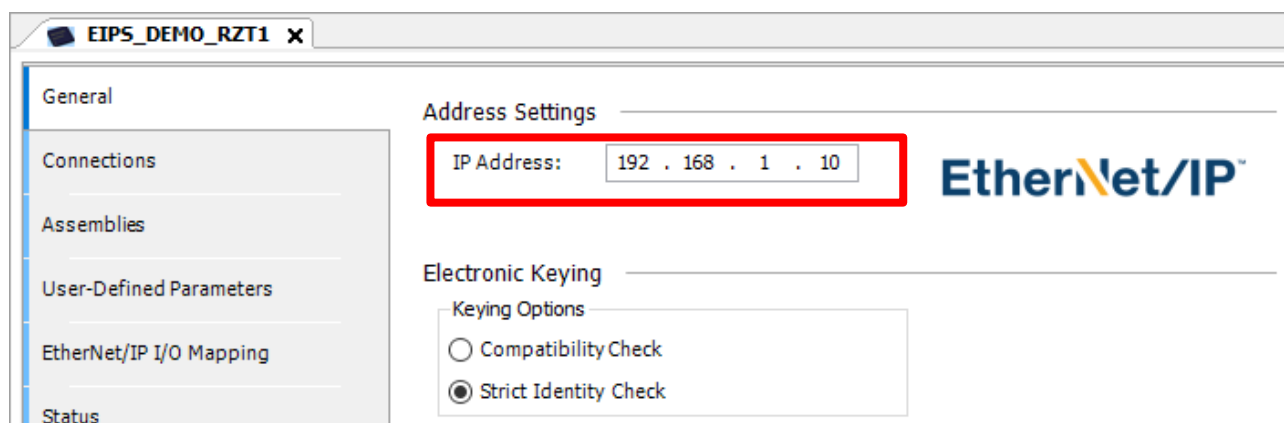 EIPS_DEMO_RZT1 X
General
Connections
Assemblies
User-Defined Parameters
EtherNet/IP I/O Mapping
Status
Address Settings
IP Address: 192 . 168 . 1 . 10
EtherNet/IP™
Electronic Keying
Keying Options
Compatibility Check
Strict Identity Check